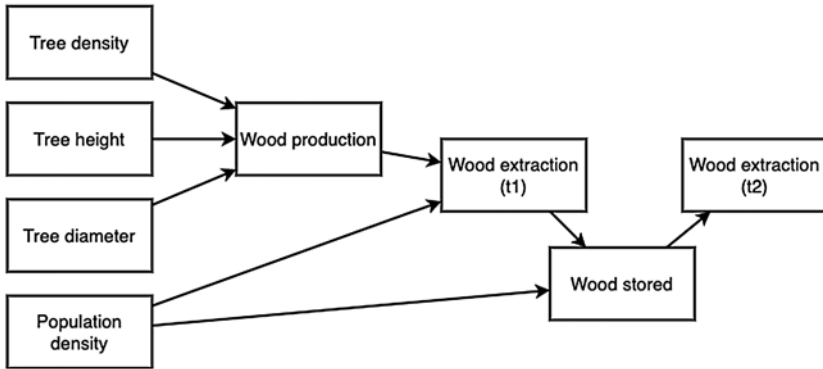 Tree density
Tree height
Tree diameter
Population
density
Wood production
Wood extraction
(t1)
Wood stored
Wood extraction
(t2)